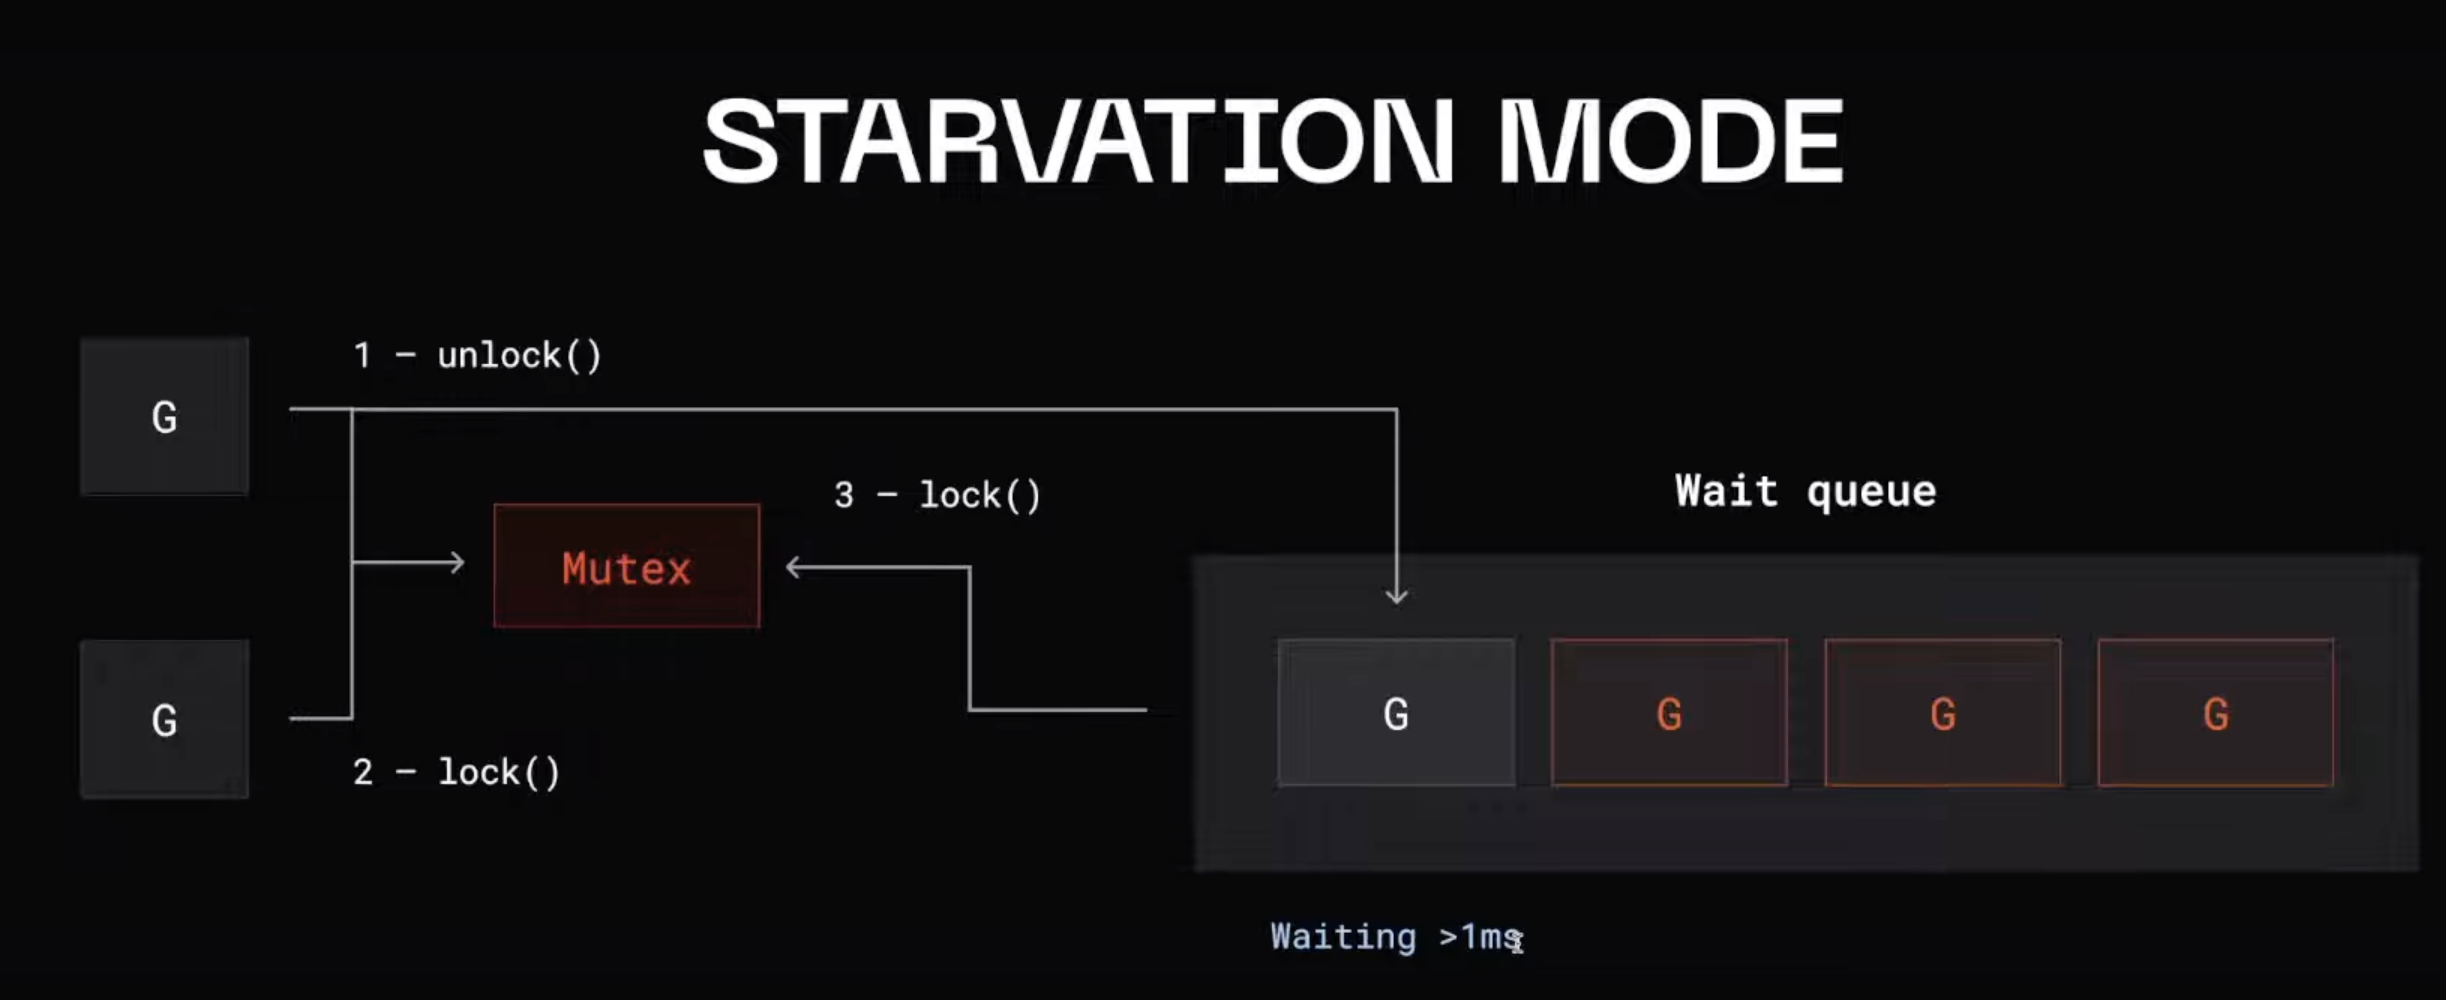 STARVATION MODE
1 – unlock()
G
3 – lock()
Wait queue
Mutex
G
G
G
G
G
2 – lock()
Waiting >1ms